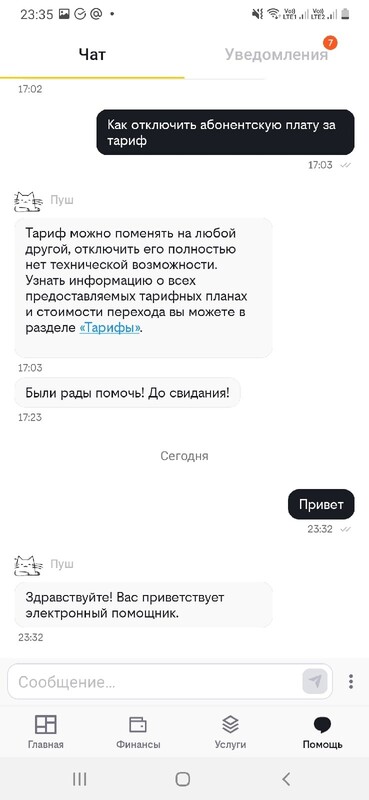 23:35
Чат
Уведомления
7
17:02
Как отключить абонентскую плату за
тариф
17:03
Пуш
Тариф можно поменять на любой
другой, отключить его полностью
нет технической возможности.
Узнать информацию о всех
предоставляемых тарифных планах
и стоимости перехода вы можете в
разделе «Тарифы».
17:03
Были рады помочь! До свидания!
17:23
Сегодня
Привет
23:32
Пуш
Здравствуйте! Вас приветствует
электронный помощник.
23:32
Сообщение...
Главная
Финансы
Услуги
Помощь